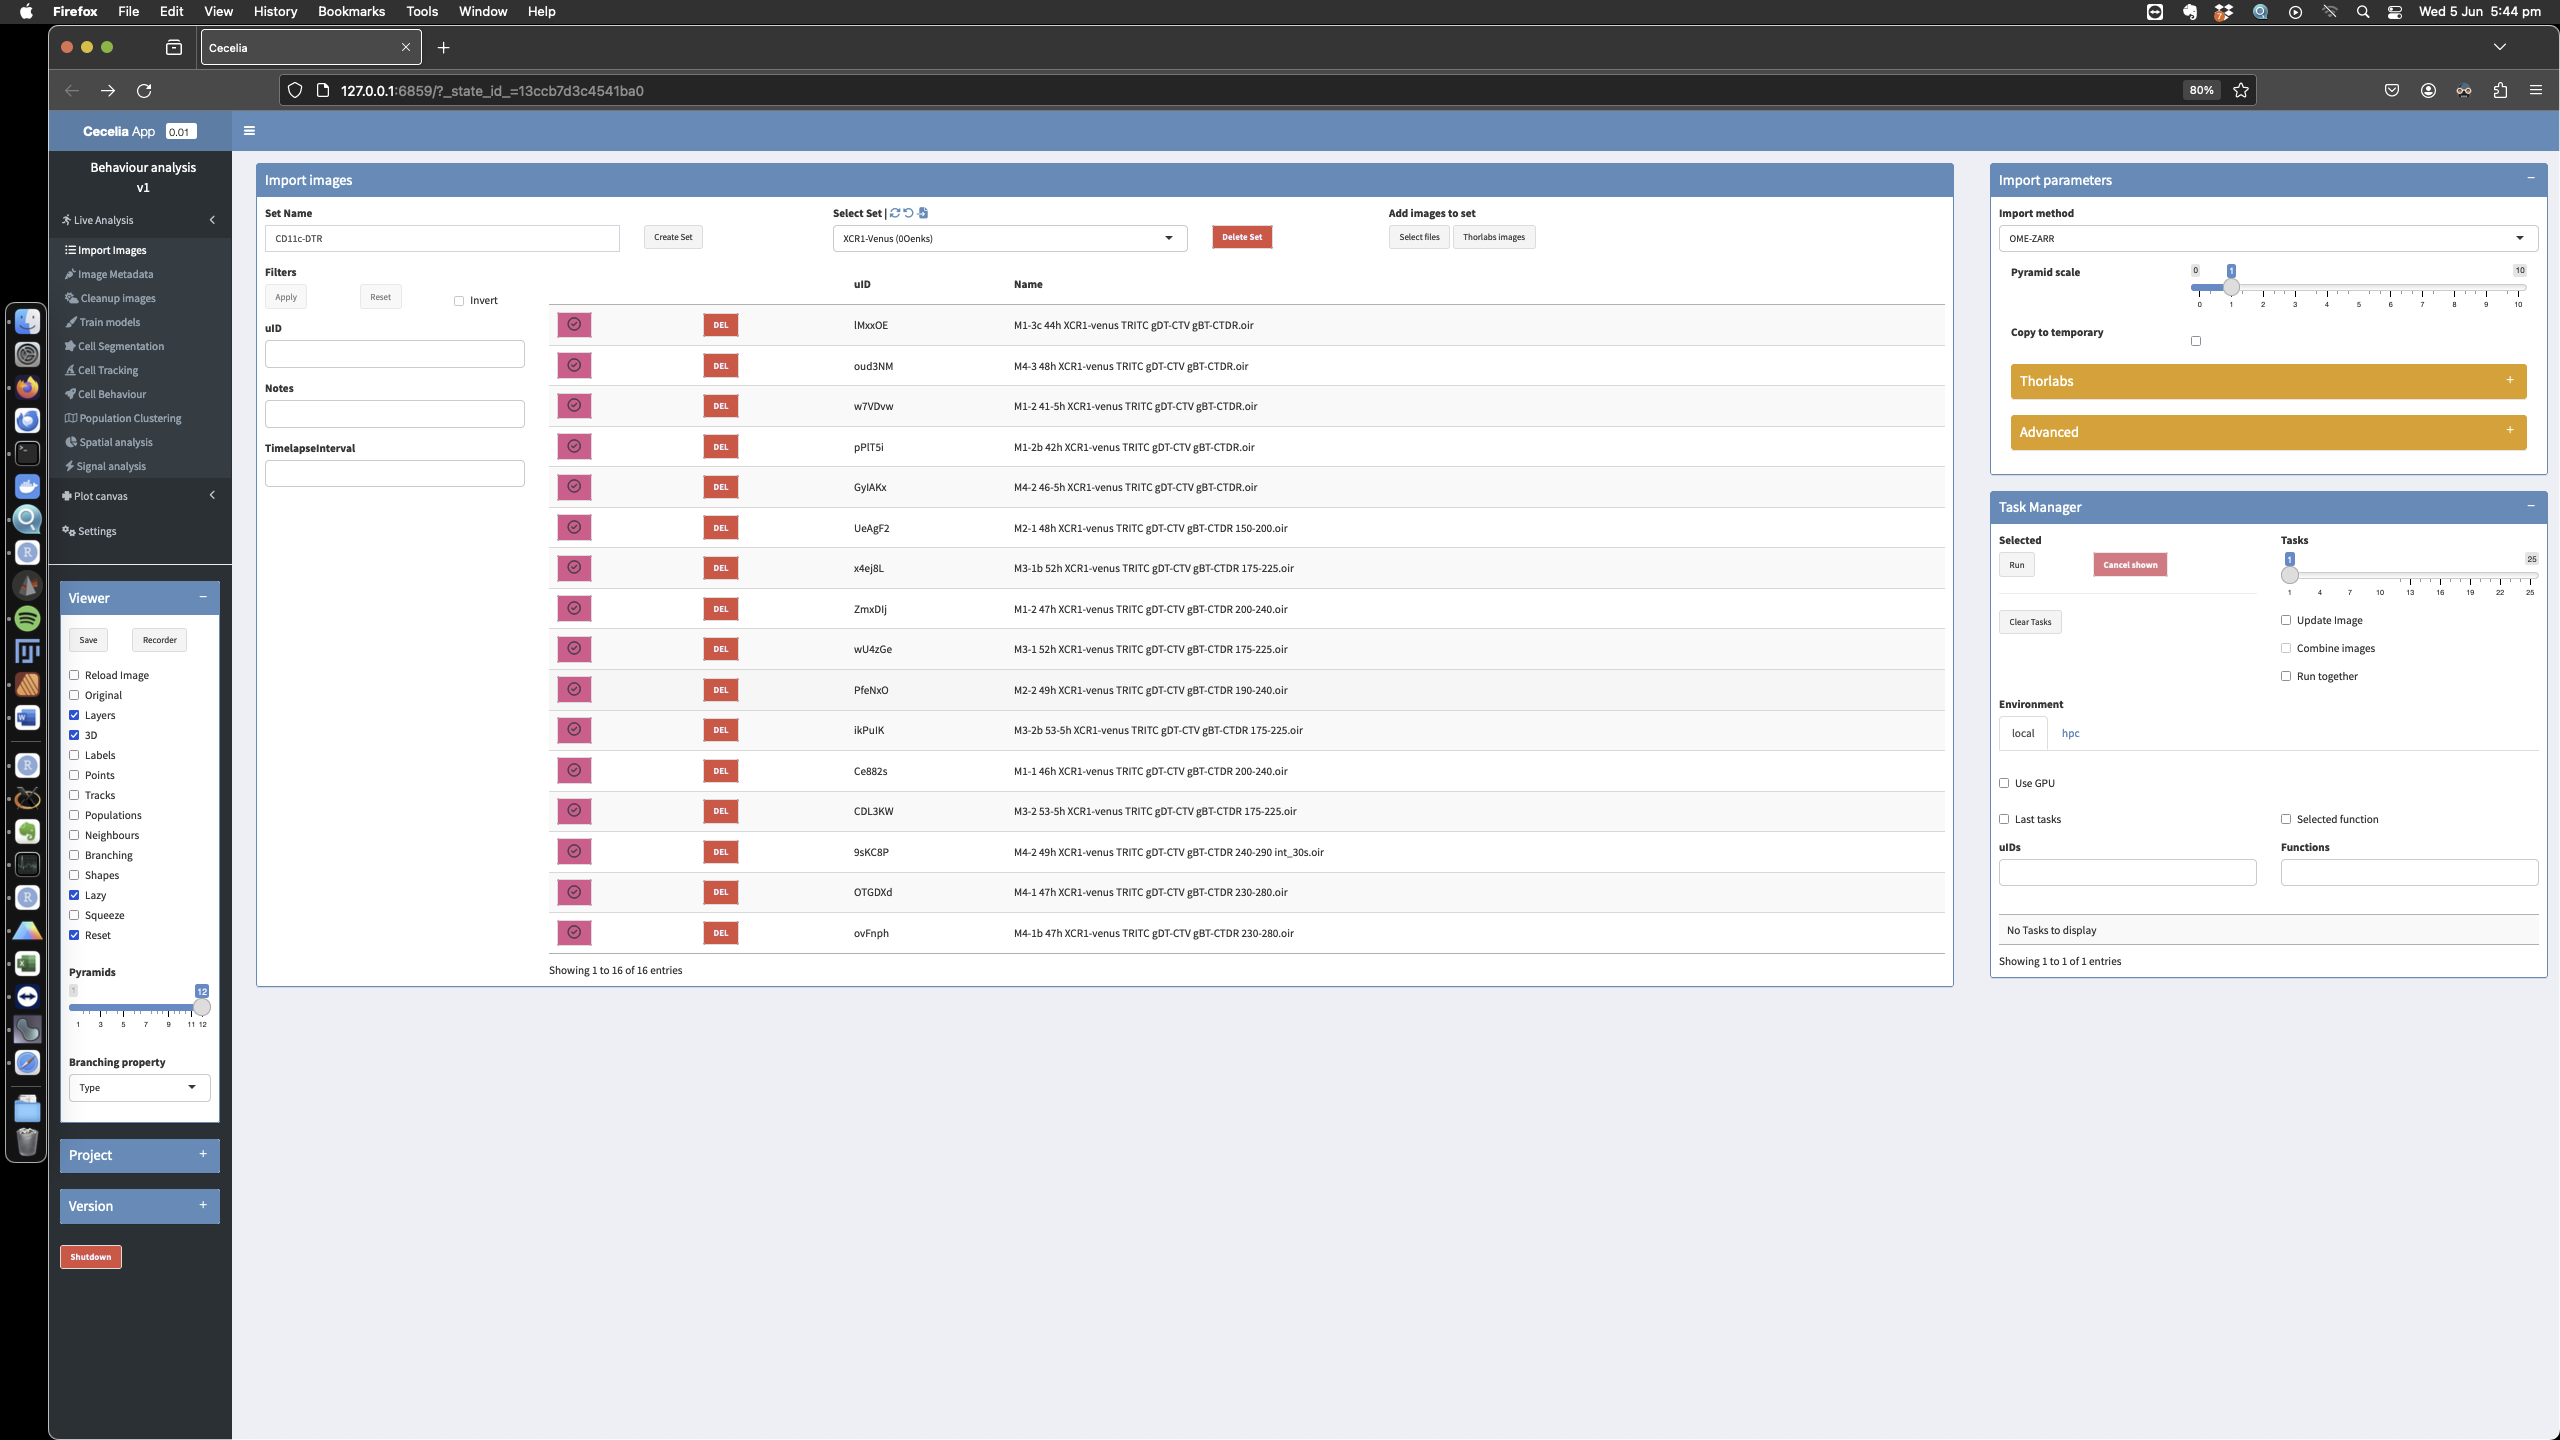 Firefox File Edit View History Bookmarks Tools Window Help
Wed 5 Jun 5:44 pm
Cecelia
127.0.0.1:6859/?_state_id_=13ccb7d3c4541ba0
80%
Cecelia App 0.01
Behaviour analysis
v1
Live Analysis
Import Images
Image Metadata
Cleanup images
Train models
Cell Segmentation
Cell Tracking
Cell Behaviour
Population Clustering
Spatial analysis
Signal analysis
Plot canvas
Settings
Viewer
Save Recorder
Reload Image
Original
Layers
3D
Labels
Points
Tracks
Populations
Neighbours
Branching
Shapes
Lazy
Squeeze
Reset
Pyramids
1 12
1 3 5 7 9 11 12
Branching property
Type
Project
Version
Shutdown
Import images
Set Name
CD11c-DTR
Create Set
Select Set |
XCR1-Venus (0Oenks)
Delete Set
Add images to set
Select files Thorlabs images
Filters
Apply Reset Invert
uID
Notes
TimelapseInterval
uID Name
DEL lMxxOE M1-3c 44h XCR1-venus TRITC gDT-CTV gBT-CTDR.oir
DEL oud3NM M4-3 48h XCR1-venus TRITC gDT-CTV gBT-CTDR.oir
DEL w7VDvw M1-2 41-5h XCR1-venus TRITC gDT-CTV gBT-CTDR.oir
DEL pPlT5i M1-2b 42h XCR1-venus TRITC gDT-CTV gBT-CTDR.oir
DEL GyIAKx M4-2 46-5h XCR1-venus TRITC gDT-CTV gBT-CTDR.oir
DEL UeAgF2 M2-1 48h XCR1-venus TRITC gDT-CTV gBT-CTDR 150-200.oir
DEL x4ej8L M3-1b 52h XCR1-venus TRITC gDT-CTV gBT-CTDR 175-225.oir
DEL ZmxDIj M1-2 47h XCR1-venus TRITC gDT-CTV gBT-CTDR 200-240.oir
DEL wU4zGe M3-1 52h XCR1-venus TRITC gDT-CTV gBT-CTDR 175-225.oir
DEL PfeNxO M2-2 49h XCR1-venus TRITC gDT-CTV gBT-CTDR 190-240.oir
DEL ikPuIK M3-2b 53-5h XCR1-venus TRITC gDT-CTV gBT-CTDR 175-225.oir
DEL Ce882s M1-1 46h XCR1-venus TRITC gDT-CTV gBT-CTDR 200-240.oir
DEL CDL3KW M3-2 53-5h XCR1-venus TRITC gDT-CTV gBT-CTDR 175-225.oir
DEL 9sKC8P M4-2 49h XCR1-venus TRITC gDT-CTV gBT-CTDR 240-290 int_30s.oir
DEL OTGDXd M4-1 47h XCR1-venus TRITC gDT-CTV gBT-CTDR 230-280.oir
DEL ovFnph M4-1b 47h XCR1-venus TRITC gDT-CTV gBT-CTDR 230-280.oir
Showing 1 to 16 of 16 entries
Import parameters
Import method
OME-ZARR
Pyramid scale
0 1 10
0 1 2 3 4 5 6 7 8 9 10
Copy to temporary
Thorlabs
Advanced
Task Manager
Selected
Run Cancel shown
Clear Tasks
Tasks
1 25
1 4 7 10 13 16 19 22 25
Update Image
Combine images
Run together
Environment
local hpc
Use GPU
Last tasks Selected function
uIDs Functions
No Tasks to display
Showing 1 to 1 of 1 entries